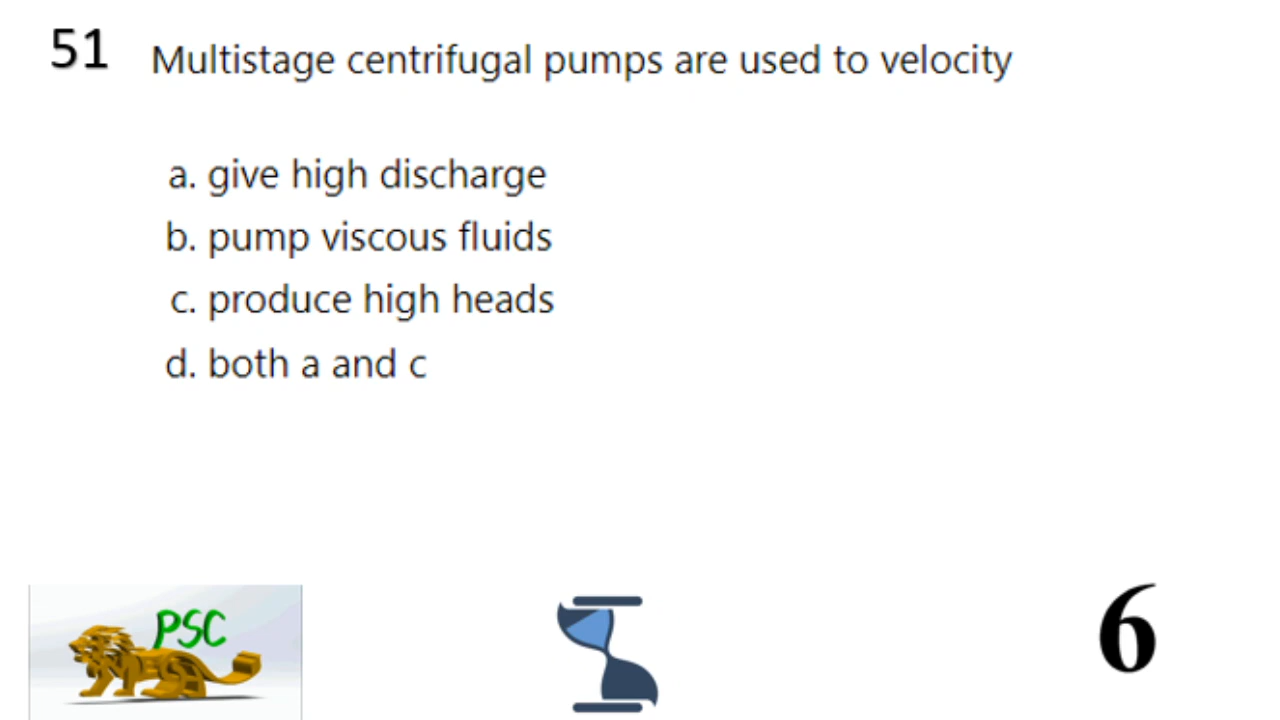 51 Multistage centrifugal pumps are used to velocity
a. give high discharge
b. pump viscous fluids
c. produce high heads
d. both a and c
PSC
6